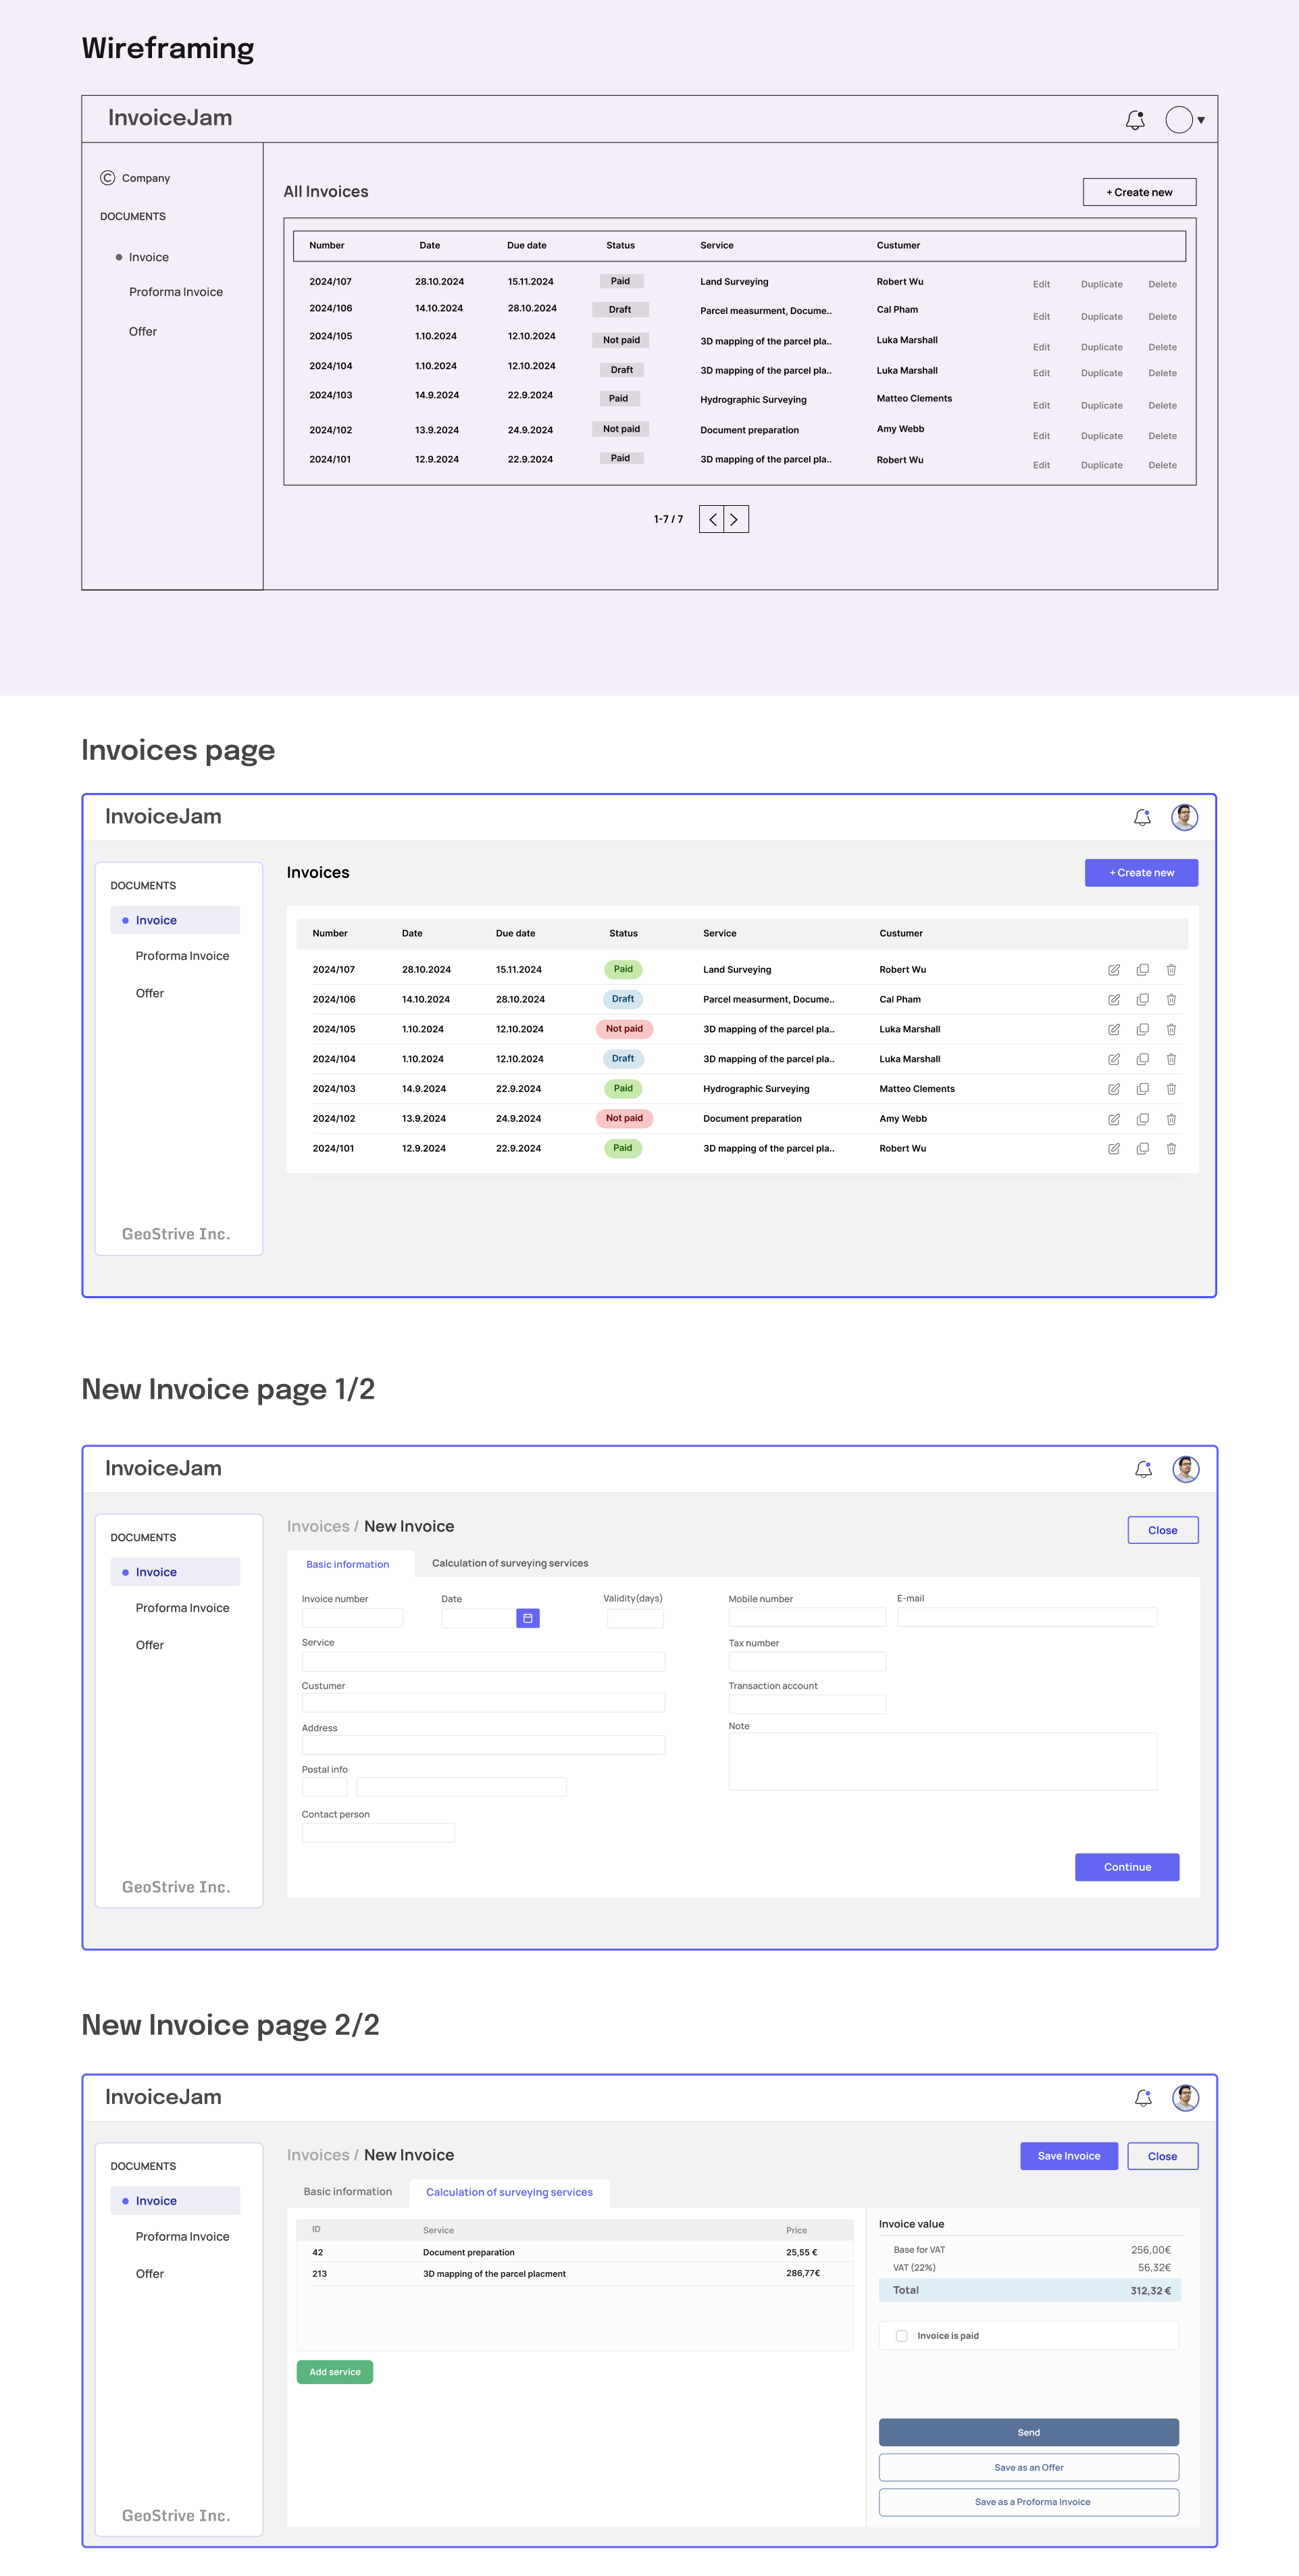 Wireframing
InvoiceJam
© Company
DOCUMENTS
Invoice
Proforma Invoice
Offer
All Invoices
+ Create new
Number Date Due date Status Service Custumer
2024/107 28.10.2024 15.11.2024 Paid Land Surveying Robert Wu Edit Duplicate Delete
2024/106 14.10.2024 28.10.2024 Draft Parcel measurment, Docume.. Cal Pham Edit Duplicate Delete
2024/105 1.10.2024 12.10.2024 Not paid 3D mapping of the parcel pla.. Luka Marshall Edit Duplicate Delete
2024/104 1.10.2024 12.10.2024 Draft 3D mapping of the parcel pla.. Luka Marshall Edit Duplicate Delete
2024/103 14.9.2024 22.9.2024 Paid Hydrographic Surveying Matteo Clements Edit Duplicate Delete
2024/102 13.9.2024 24.9.2024 Not paid Document preparation Amy Webb Edit Duplicate Delete
2024/101 12.9.2024 22.9.2024 Paid 3D mapping of the parcel pla.. Robert Wu Edit Duplicate Delete
1-7 / 7
Invoices page
InvoiceJam
DOCUMENTS
Invoice
Proforma Invoice
Offer
GeoStrive Inc.
Invoices
+ Create new
Number Date Due date Status Service Custumer
2024/107 28.10.2024 15.11.2024 Paid Land Surveying Robert Wu
2024/106 14.10.2024 28.10.2024 Draft Parcel measurment, Docume.. Cal Pham
2024/105 1.10.2024 12.10.2024 Not paid 3D mapping of the parcel pla.. Luka Marshall
2024/104 1.10.2024 12.10.2024 Draft 3D mapping of the parcel pla.. Luka Marshall
2024/103 14.9.2024 22.9.2024 Paid Hydrographic Surveying Matteo Clements
2024/102 13.9.2024 24.9.2024 Not paid Document preparation Amy Webb
2024/101 12.9.2024 22.9.2024 Paid 3D mapping of the parcel pla.. Robert Wu
New Invoice page 1/2
InvoiceJam
DOCUMENTS
Invoice
Proforma Invoice
Offer
GeoStrive Inc.
Invoices / New Invoice
Close
Basic information Calculation of surveying services
Invoice number Date Validity(days)
Service
Custumer
Address
Postal info
Contact person
Mobile number E-mail
Tax number
Transaction account
Note
Continue
New Invoice page 2/2
InvoiceJam
DOCUMENTS
Invoice
Proforma Invoice
Offer
GeoStrive Inc.
Invoices / New Invoice
Save Invoice Close
Basic information Calculation of surveying services
ID Service Price
42 Document preparation 25,55 €
213 3D mapping of the parcel placment 286,77€
Add service
Invoice value
Base for VAT 256,00€
VAT (22%) 56,32€
Total 312,32 €
Invoice is paid
Send
Save as an Offer
Save as a Proforma Invoice